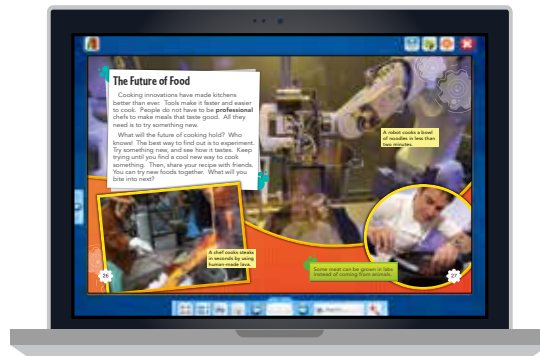 The Future of Food
Cooking innovations have made kitchens
better than ever. Tools make it faster and easier
to cook. People do not have to be professional
chefs to make meals that taste good. All they
need is to try something new.
What will the future of cooking hold? Who
knows! The best way to find out is to experiment.
Try something new, and see how it tastes. Keep
trying until you find a cool new way to cook
something. Then, share your recipe with friends.
You can try new foods together. What will you
bite into next?
A robot cooks a bowl
of noodles in less than
two minutes.
A chef cooks steaks
in seconds by using
human-made lava.
Some meat can be grown in labs
instead of coming from animals.
26
27